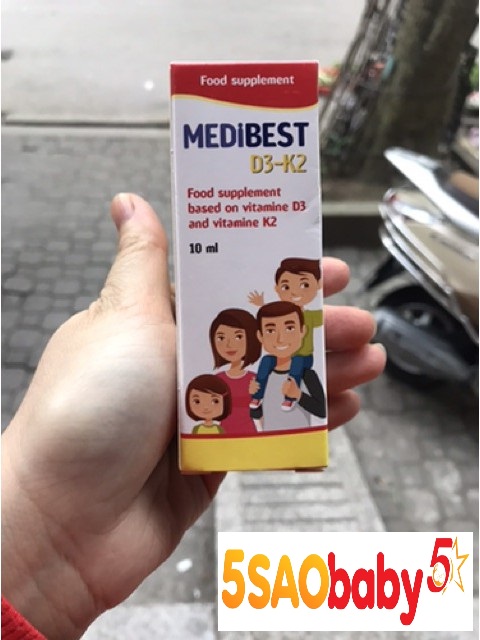 Food supplement
MEDiBEST
D3-K2
Food supplement
based on vitamine D3
and vitamine K2
10 ml
5SAObaby5